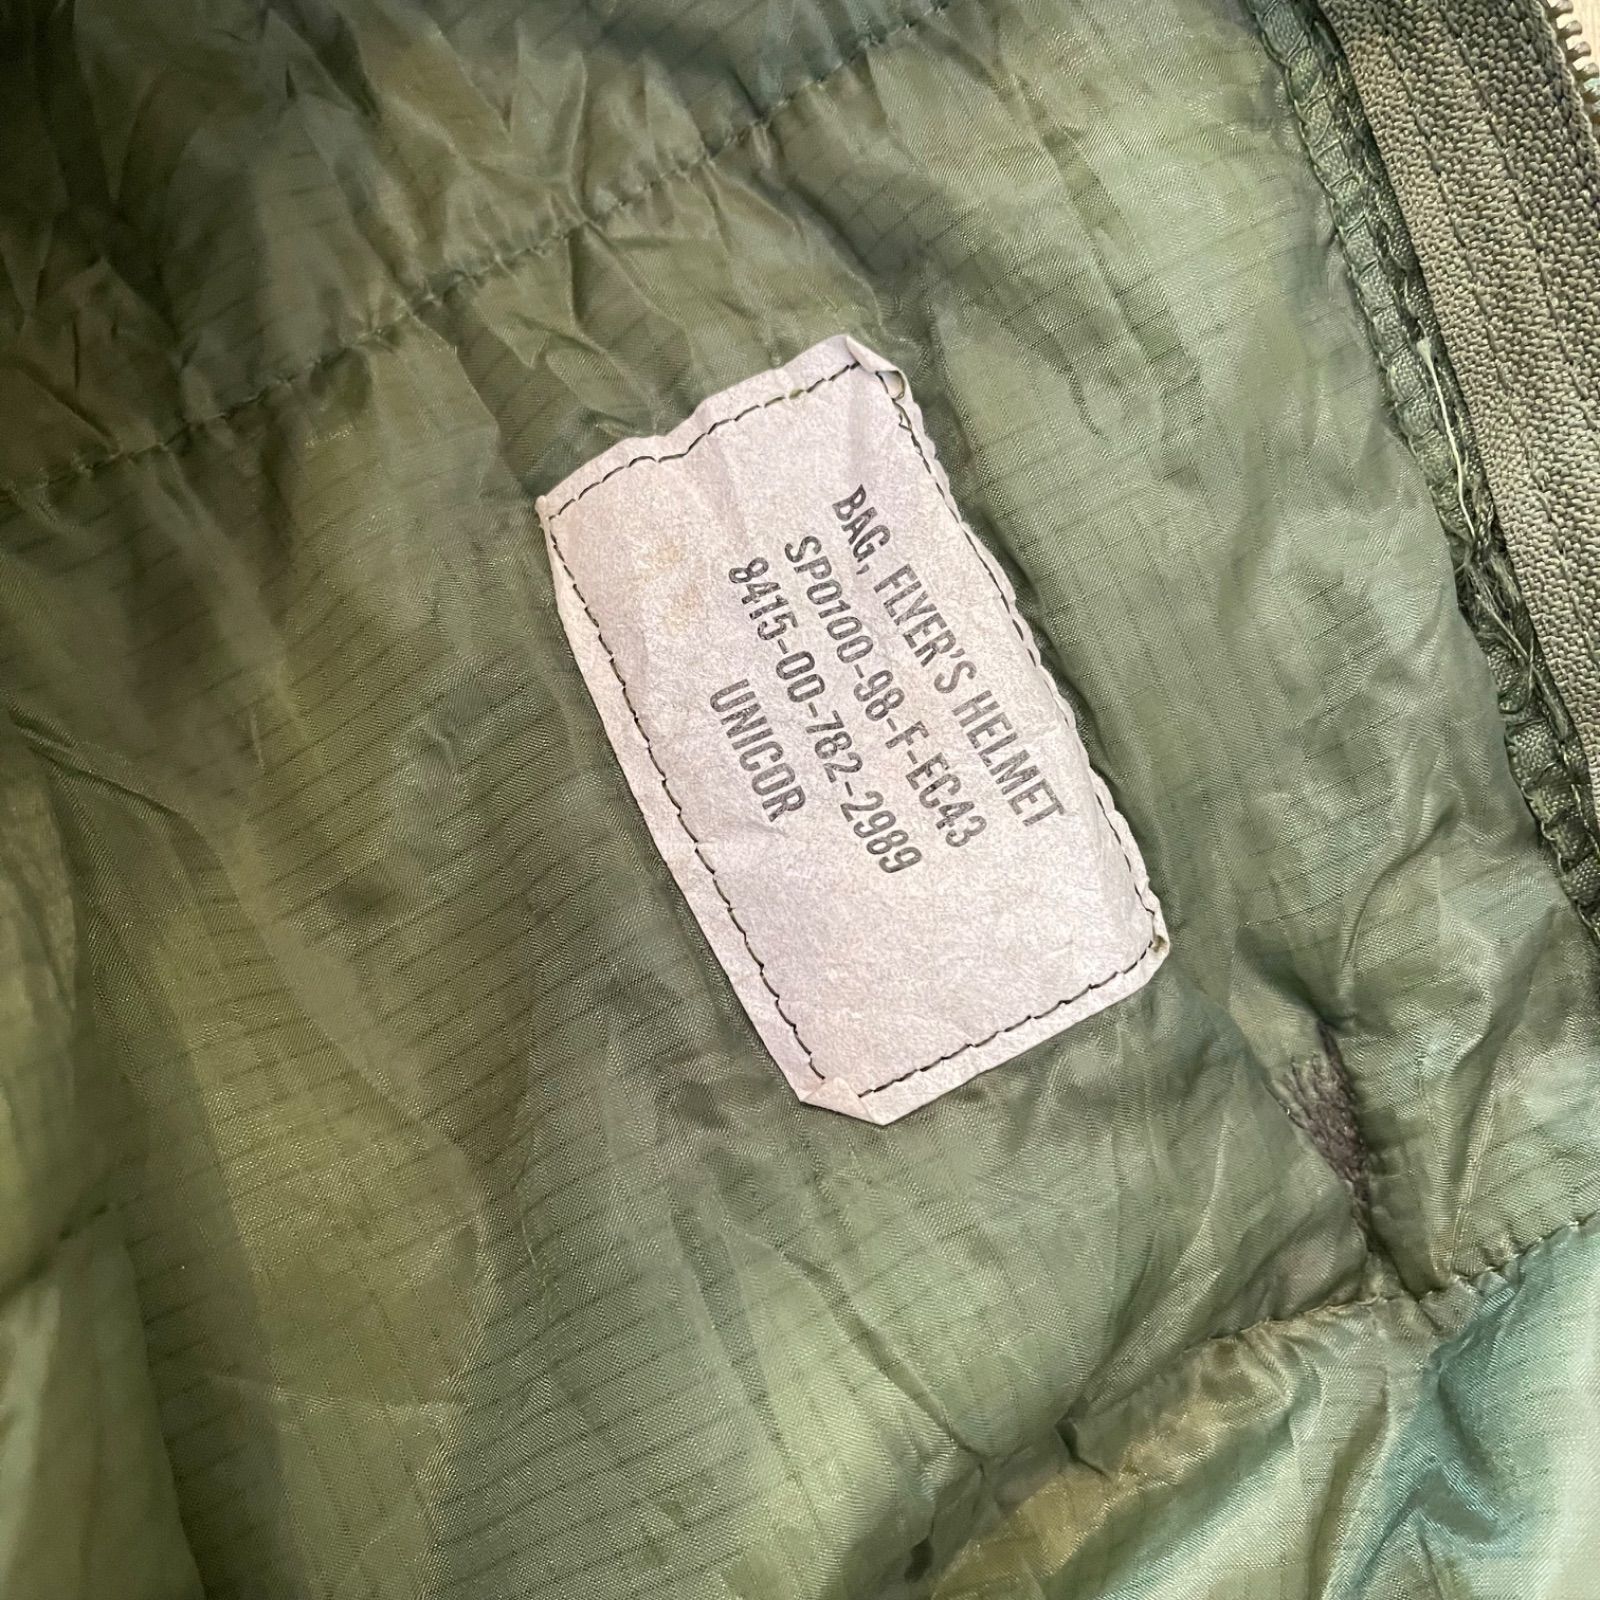 BAG, FLYER'S HELMET
SP0100-98-F-EC43
8415-00-782-2989
UNICOR